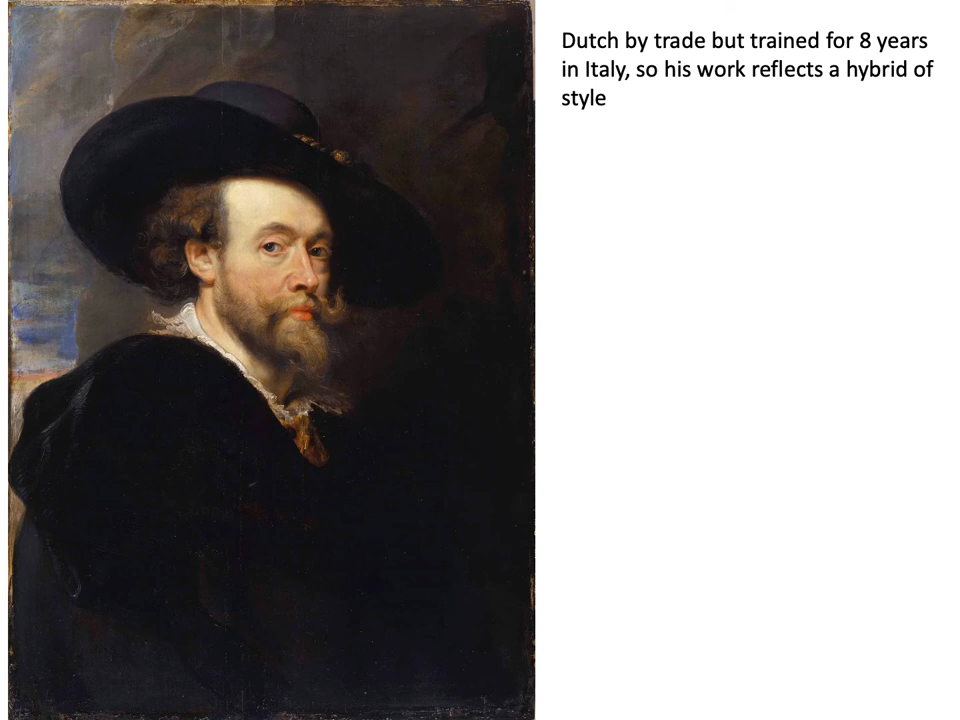 Dutch by trade but trained for 8 years
in Italy, so his work reflects a hybrid of
style